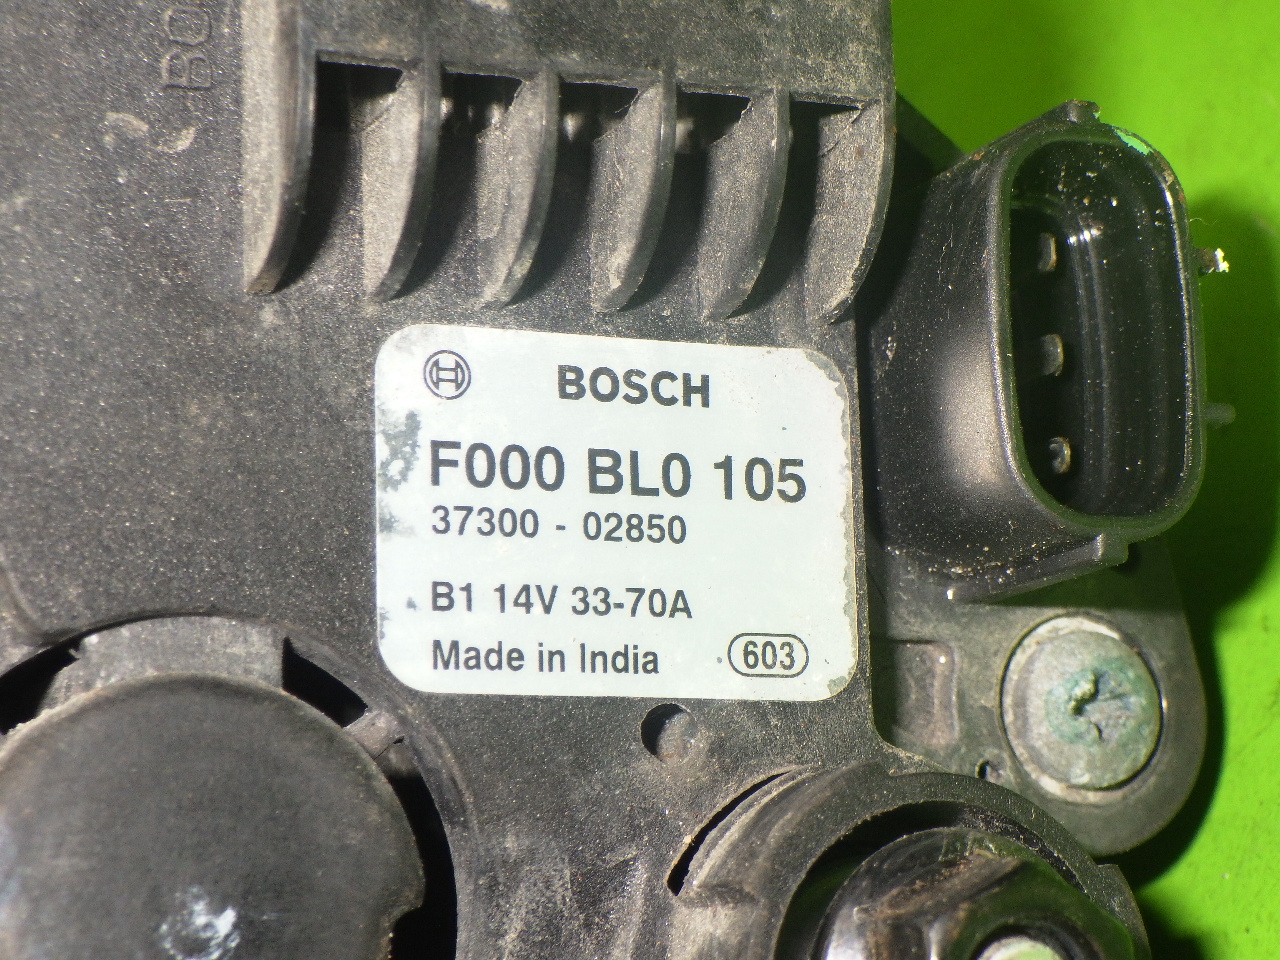 BOSCH
F000 BL0 105
37300 - 02850
B1 14V 33-70A
Made in India 603